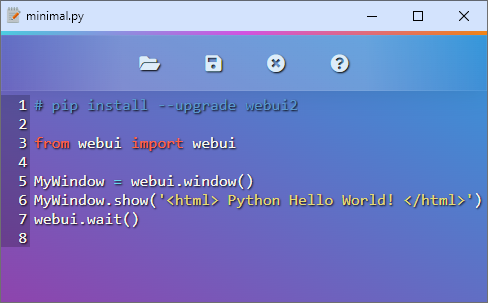 minimal.py
1 # pip install --upgrade webui2
2
3 from webui import webui
4
5 MyWindow = webui.window()
6 MyWindow.show('<html> Python Hello World! </html>')
7 webui.wait()
8